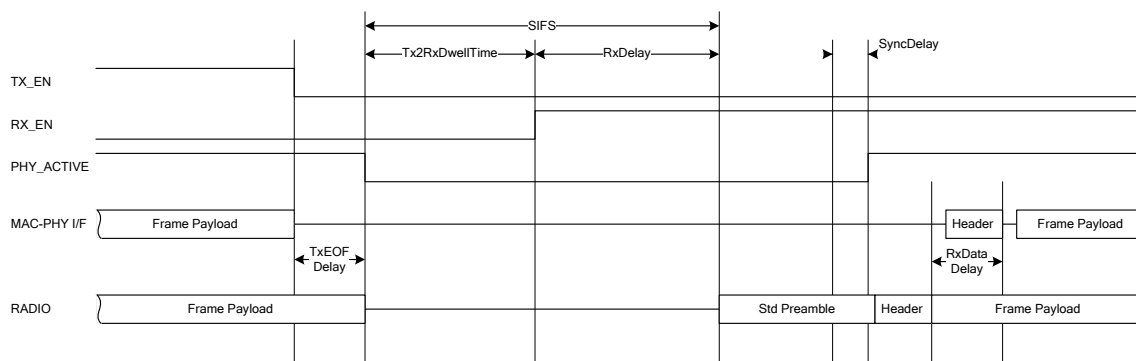 SIFS
Tx2RxDwellTime
RxDelay
SyncDelay
TX_EN
RX_EN
PHY_ACTIVE
MAC-PHY I/F
Frame Payload
Header
Frame Payload
TxEOF
Delay
RxData
Delay
RADIO
Frame Payload
Std Preamble
Header
Frame Payload